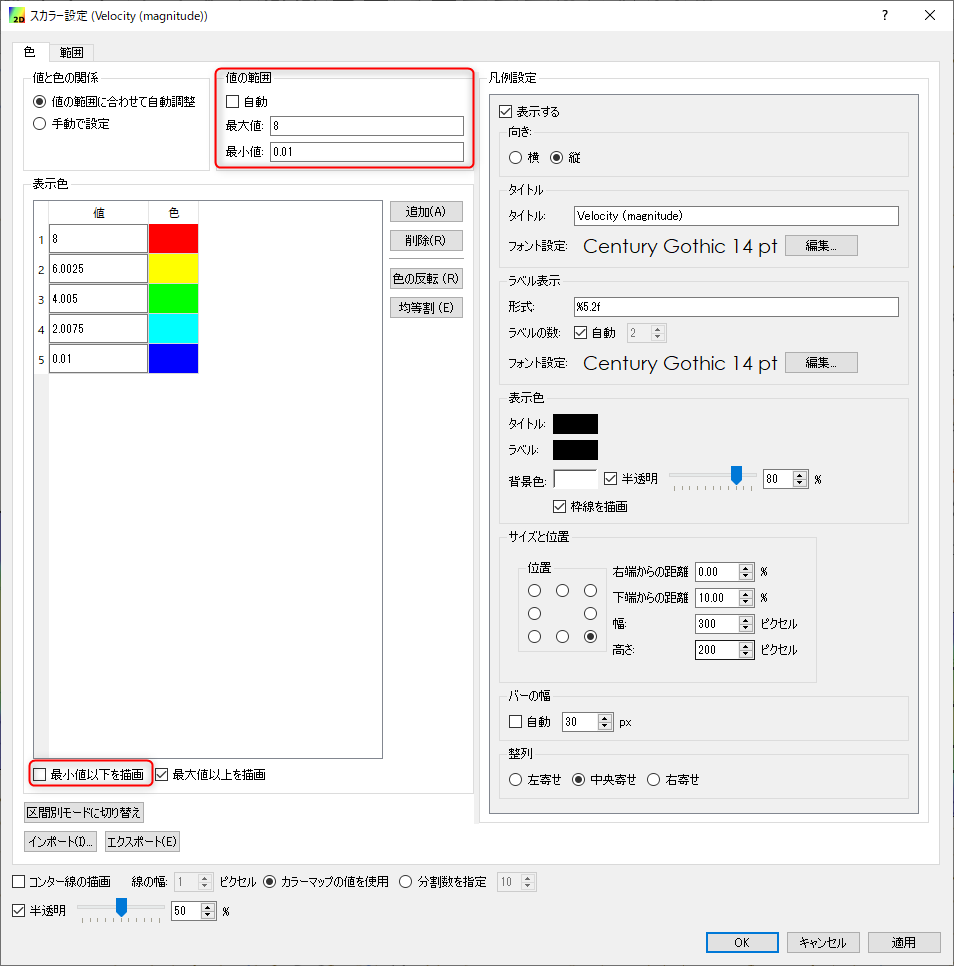 2D スカラー設定 (Velocity (magnitude))
?
色 範囲
値と色の関係
値の範囲に合わせて自動調整
手動で設定
値の範囲
自動
最大値: 8
最小値: 0.01
表示色
値 色
1 8
2 6.0025
3 4.005
4 2.0075
5 0.01
追加(A)
削除(R)
色の反転 (R)
均等割 (E)
最小値以下を描画 最大値以上を描画
区間別モードに切り替え
インポート(I)... エクスポート(E)
凡例設定
表示する
向き:
横 縦
タイトル
タイトル: Velocity (magnitude)
フォント設定: Century Gothic 14 pt 編集...
ラベル表示
形式: %5.2f
ラベルの数: 自動 2
フォント設定: Century Gothic 14 pt 編集...
表示色
タイトル:
ラベル:
背景色: 半透明 80 %
枠線を描画
サイズと位置
位置
右端からの距離 0.00 %
下端からの距離 10.00 %
幅: 300 ピクセル
高さ: 200 ピクセル
バーの幅
自動 30 px
整列
左寄せ 中央寄せ 右寄せ
コンター線の描画 線の幅: 1 ピクセル カラーマップの値を使用 分割数を指定 10
半透明 50 %
OK キャンセル 適用